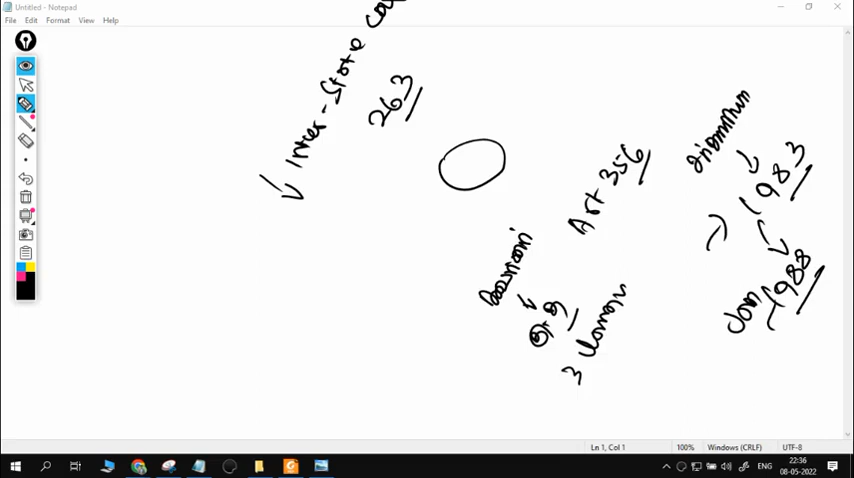 Untitled - Notepad
File Edit Format View Help
Inter-State
263
Art 356
1983
1988
3
Ln 1, Col 1 100% Windows (CRLF) UTF-8
ENG 22:36
08-05-2022